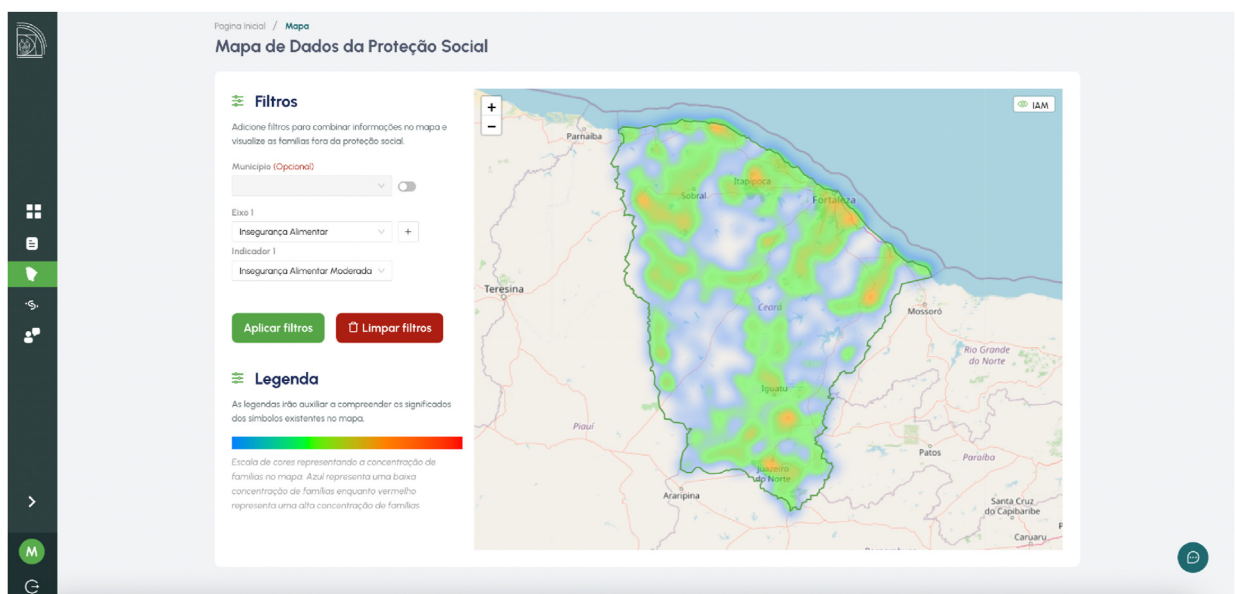 Pagina Inicial / Mapa
Mapa de Dados da Proteção Social
Filtros
Adicione filtros para combinar informações no mapa e
visualize as famílias fora da proteção social.
Município (Opcional)
Eixo 1
Insegurança Alimentar
+
Indicador 1
Insegurança Alimentar Moderada
Aplicar filtros
Limpar filtros
Legenda
As legendas irão auxiliar a compreender os significados
dos símbolos existentes no mapa.
Escala de cores representando a concentração de
famílias no mapa. Azul representa uma baixa
concentração de famílias enquanto vermelho
representa uma alta concentração de famílias
M
+
−
IAM
Parnaíba
Itapipoca
Sobral
Fortaleza
Teresina
Ceará
Mossoró
Rio Grande
do Norte
Iguatu
Piauí
Patos
Paraíba
Juazeiro
do Norte
Araripina
Santa Cruz
do Capibaribe
Caruaru